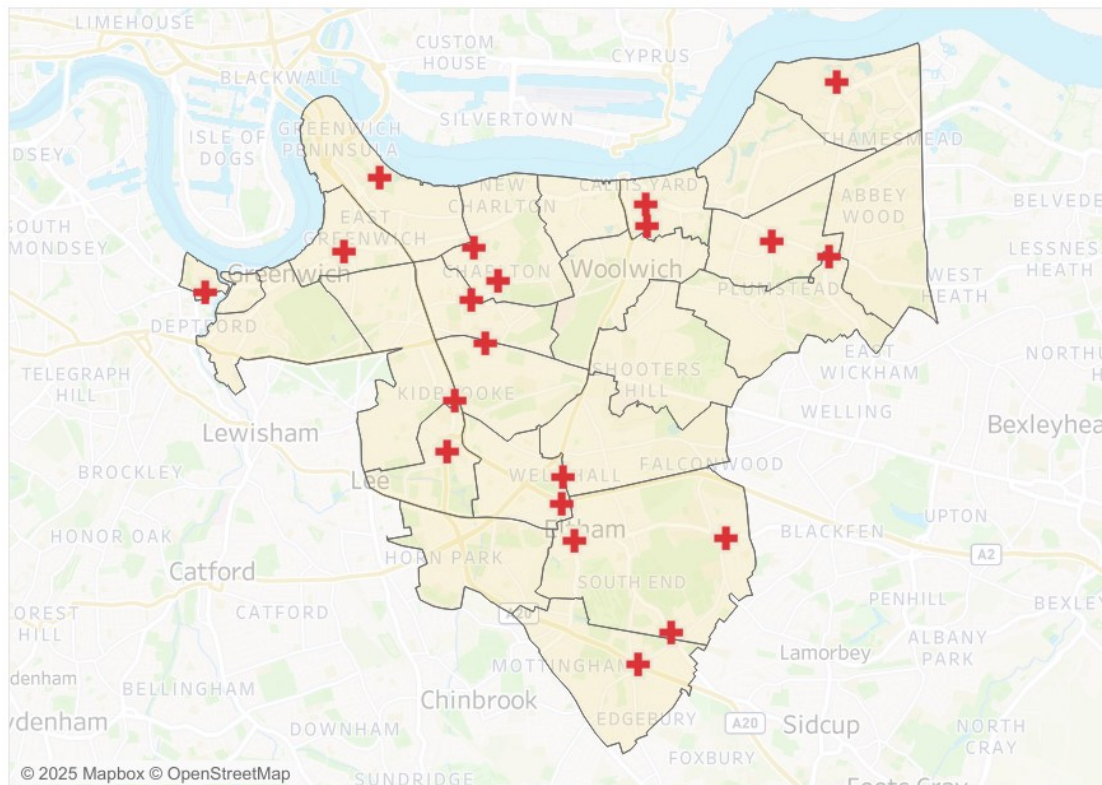 LIMEHOUSE
CUSTOM
HOUSE
CYPRUS
BLACKWALL
SILVERTOWN
ISLE OF
DOGS
GREENWICH
PENINSULA
THAMESMEAD
DSEY
SOUTH
MONDSEY
EAST
GREENWICH
NEW
CHARLTON
ABBEY
WOOD
BELVEDE
Greenwich
CHARLTON
Woolwich
PLUMSTEAD
LESSNES
HEATH
WEST
HEATH
DEPTFORD
TELEGRAPH
HILL
KIDBROOKE
SHOOTERS
HILL
EAST
WICKHAM
NORTHU
H
WELLING
Lewisham
Bexleyhea
BROCKLEY
Lee
WELL HALL
FALCONWOOD
HONOR OAK
Eltham
BLACKFEN
UPTON
A2
HORN PARK
Catford
SOUTH END
PENHILL
BEXLEY
OREST
HILL
CATFORD
A20
ALBANY
PARK
MOTTINGHAM
Lamorbey
denham
BELLINGHAM
Chinbrook
ydenham
DOWNHAM
EDGEBURY
A20
Sidcup
NORTH
CRAY
FOXBURY
© 2025 Mapbox © OpenStreetMap
SUNDRIDGE
Foots Cray